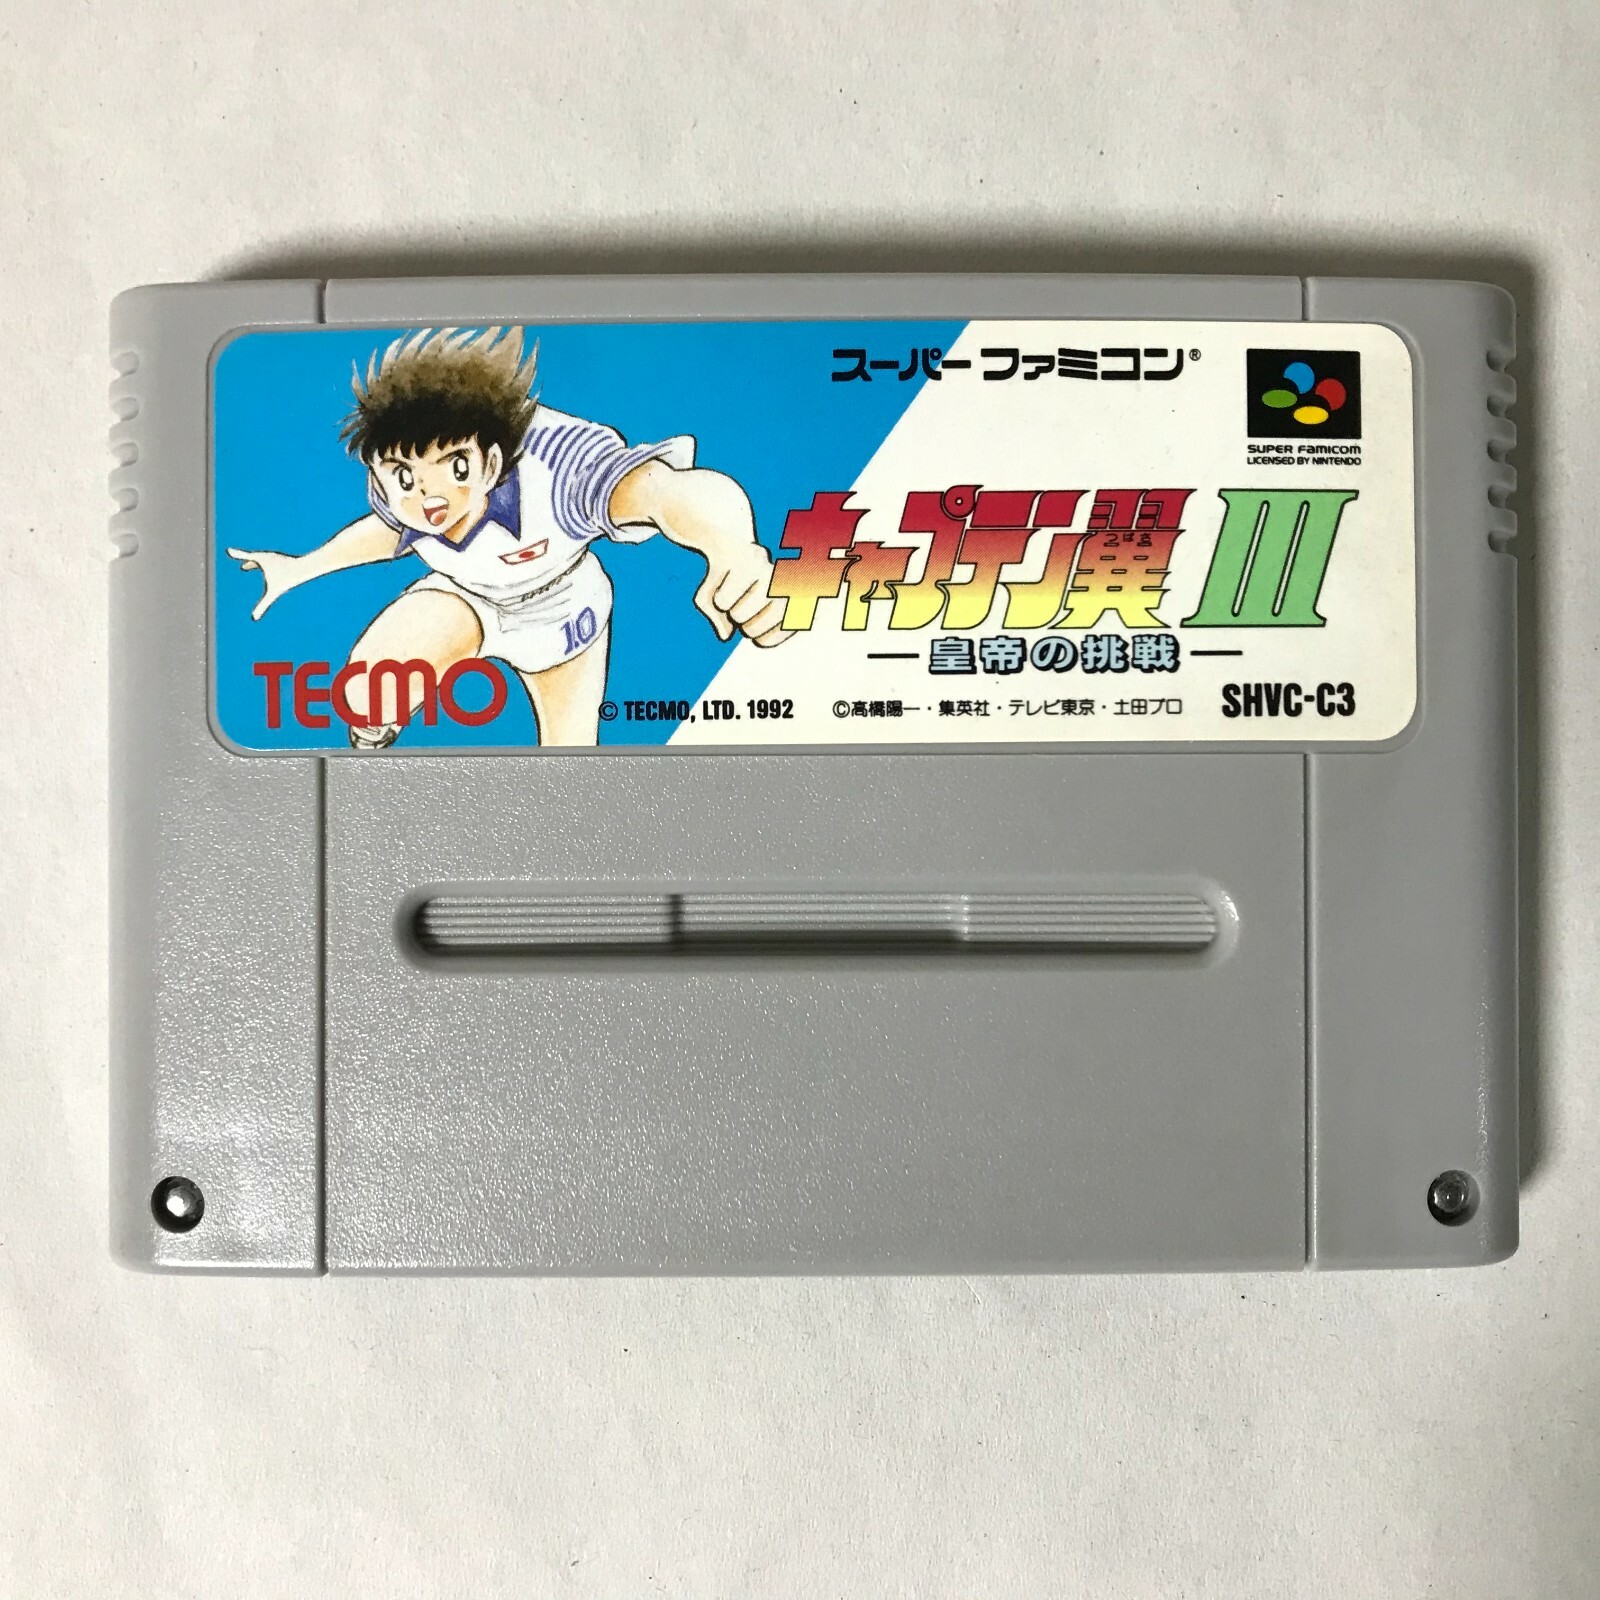 スーパーファミコン®
SUPER FAMICOM
LICENSED BY NINTENDO
キャプテン翼III
つばさ
―皇帝の挑戦―
10
TECMO
© TECMO, LTD. 1992 ©高橋陽一・集英社・テレビ東京・土田プロ SHVC-C3